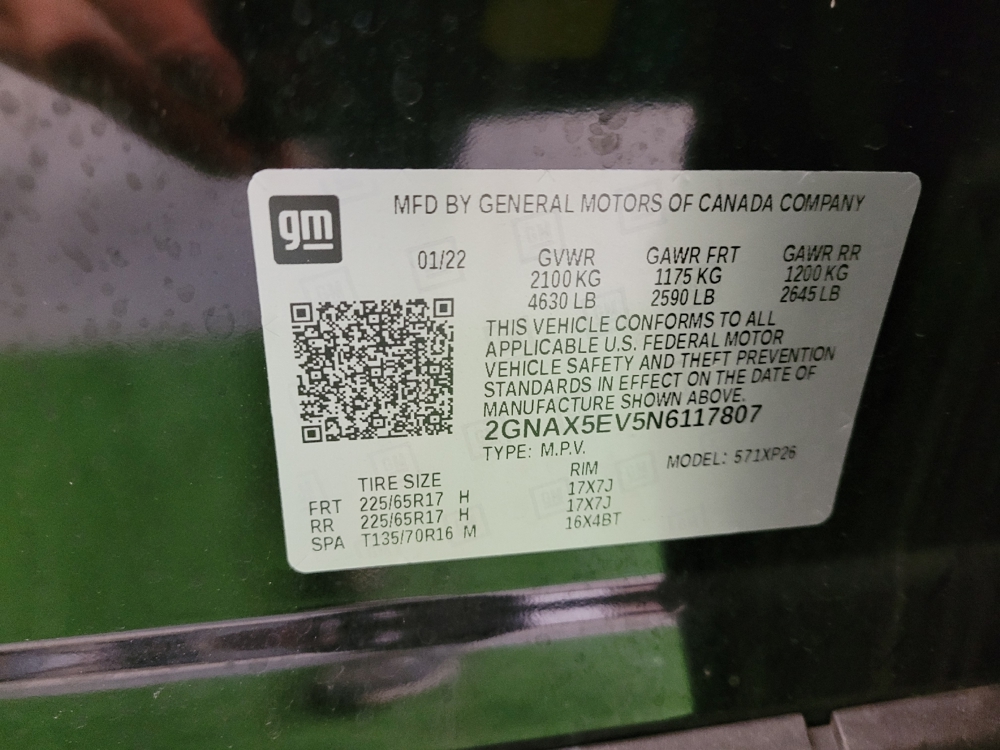 gm
MFD BY GENERAL MOTORS OF CANADA COMPANY
01/22 GVWR GAWR FRT GAWR RR
2100 KG 1175 KG 1200 KG
4630 LB 2590 LB 2645 LB
THIS VEHICLE CONFORMS TO ALL
APPLICABLE U.S. FEDERAL MOTOR
VEHICLE SAFETY AND THEFT PREVENTION
STANDARDS IN EFFECT ON THE DATE OF
MANUFACTURE SHOWN ABOVE.
2GNAX5EV5N6117807
TYPE: M.P.V. MODEL: 571XP26
TIRE SIZE RIM
FRT 225/65R17 H 17X7J
RR 225/65R17 H 17X7J
SPA T135/70R16 M 16X4BT